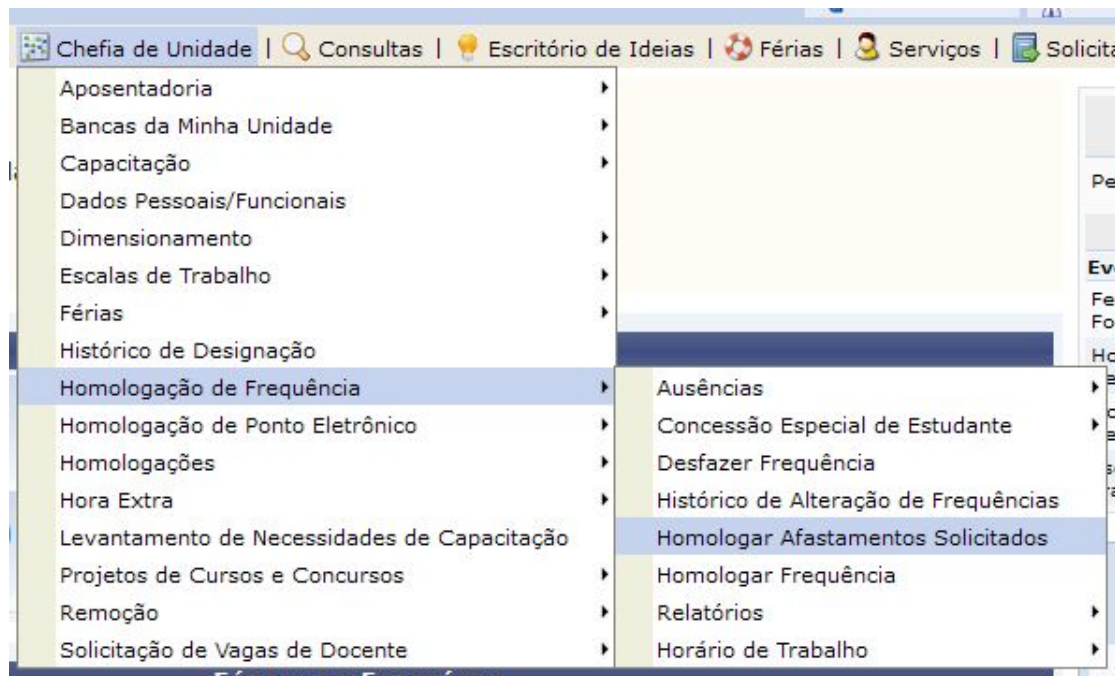 Chefia de Unidade | Consultas | Escritório de Ideias | Férias | Serviços |
Aposentadoria
Bancas da Minha Unidade
Capacitação
Dados Pessoais/Funcionais
Dimensionamento
Escalas de Trabalho
Férias
Histórico de Designação
Homologação de Frequência
Homologação de Ponto Eletrônico
Homologações
Hora Extra
Levantamento de Necessidades de Capacitação
Projetos de Cursos e Concursos
Remoção
Solicitação de Vagas de Docente
Ausências
Concessão Especial de Estudante
Desfazer Frequência
Histórico de Alteração de Frequências
Homologar Afastamentos Solicitados
Homologar Frequência
Relatórios
Horário de Trabalho